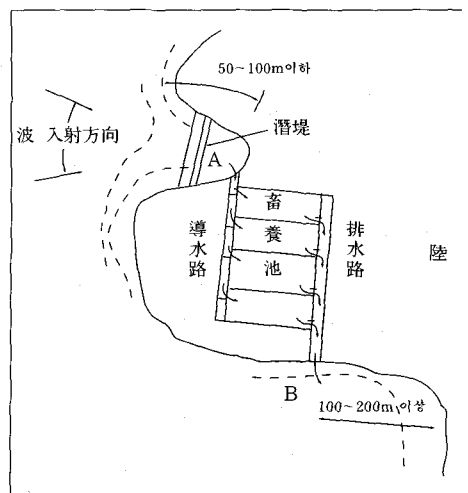 50~100m이하
波 入射方向
潛堤
A
導水路
畜養池
排水路
陸
B
100~200m이상